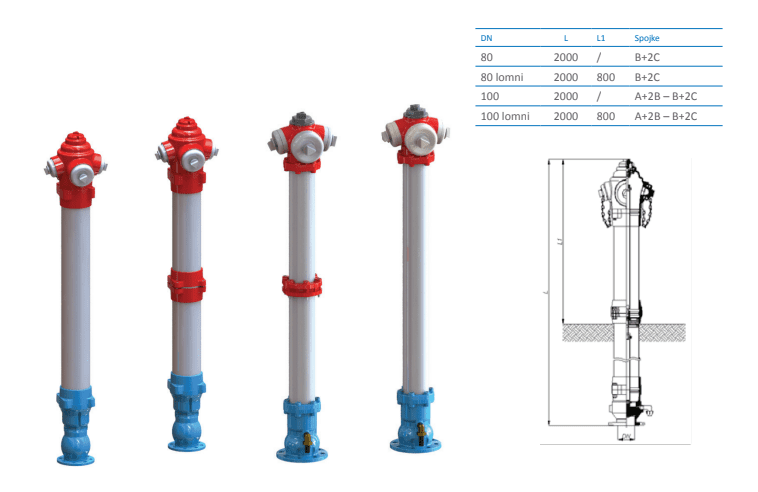 DN L L1 Spojke
80 2000 / B+2C
80 lomni 2000 800 B+2C
100 2000 / A+2B – B+2C
100 lomni 2000 800 A+2B – B+2C
L1
L
DN